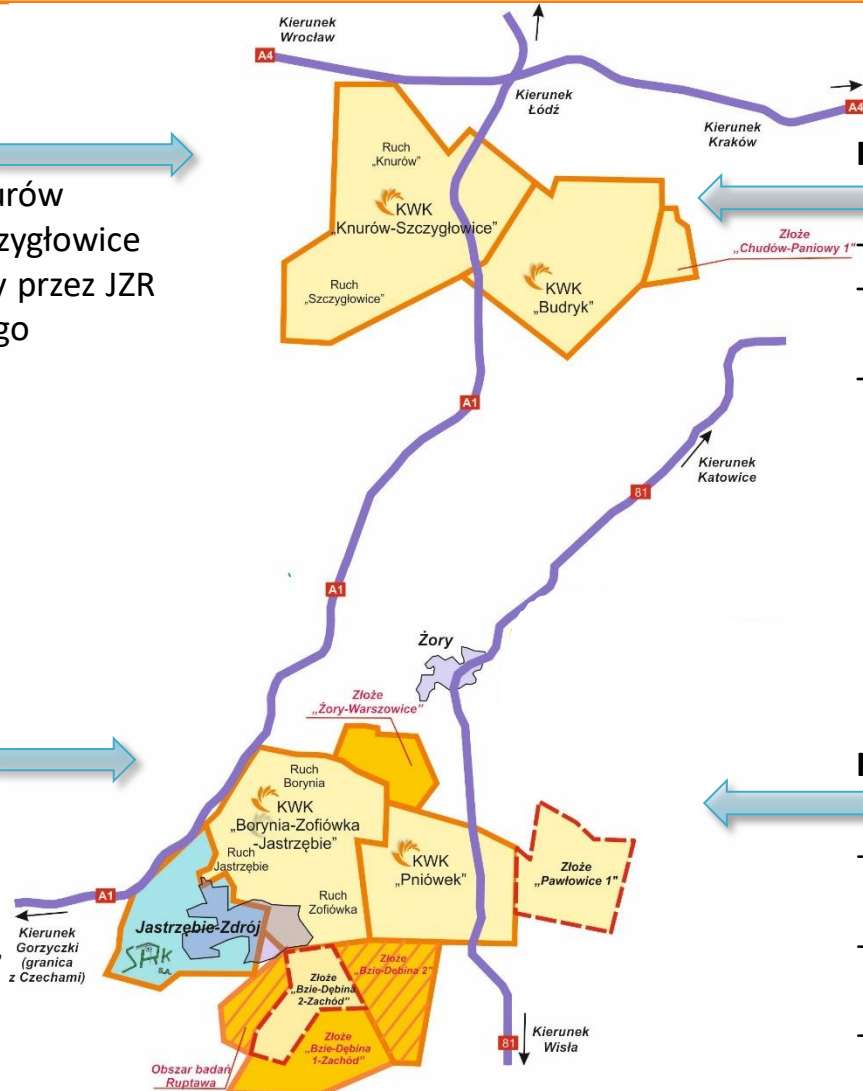 Kierunek
Wrocław
A4
Kierunek
Łódź
Kierunek
Kraków
A4
urów
zygłowice
y przez JZR
go
Ruch
„Knurów”
KWK
„Knurów-Szczygłowice”
Ruch
„Szczygłowice”
KWK
„Budryk”
Złoże
„Chudów-Paniowy 1"
-
-
-
A1
Kierunek
Katowice
81
A1
Żory
Złoże
„Żory-Warszowice”
Ruch
Borynia
KWK
„Borynia-Zofiówka
-Jastrzębie”
Ruch
Jastrzębie
Ruch
Zofiówka
KWK
„Pniówek”
Złoże
„Pawłowice 1"
-
-
-
A1
Kierunek
Gorzyczki
(granica
z Czechami)
Jastrzębie-Zdrój
SRK
S.A.
Złoże
„Bzie-Dębina 2"
Złoże
„Bzie-Dębina
2-Zachód”
Złoże
„Bzie-Dębina
1-Zachód”
Obszar badań
Ruptawa
81
Kierunek
Wisła